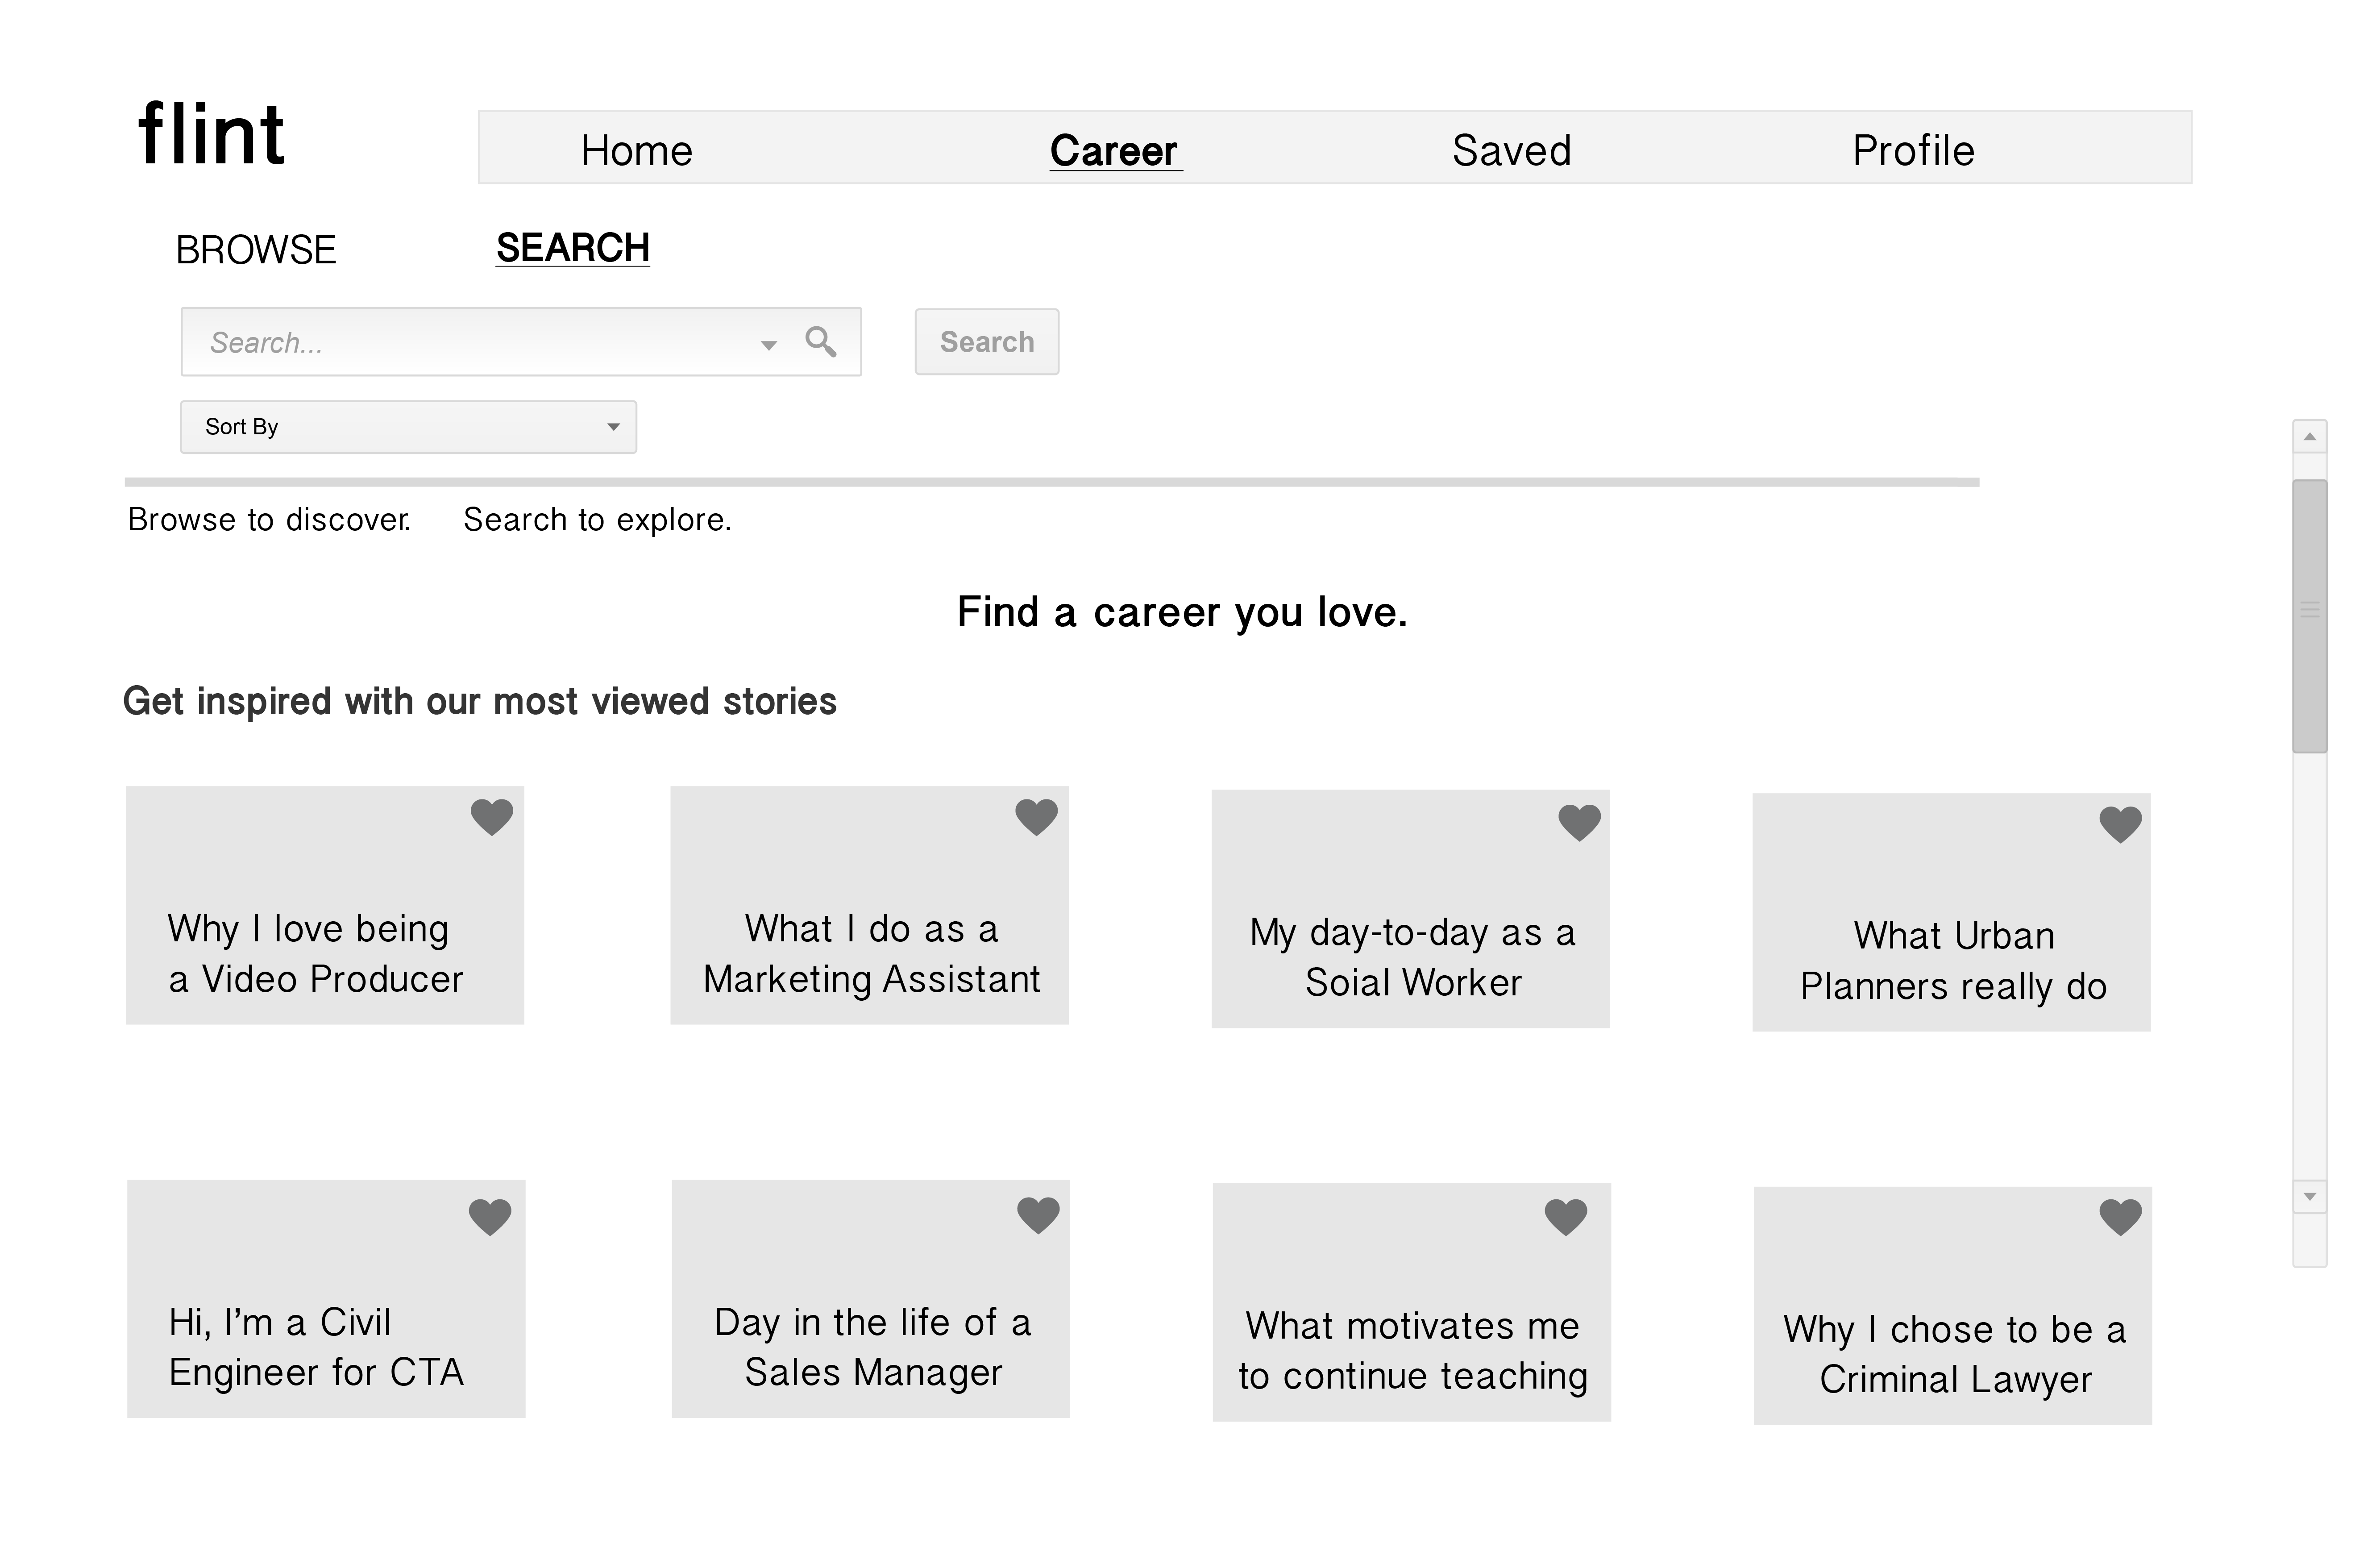 flint
Home Career Saved Profile
BROWSE SEARCH
Search... Search
Sort By
Browse to discover. Search to explore.
Find a career you love.
Get inspired with our most viewed stories
Why I love being
a Video Producer
What I do as a
Marketing Assistant
My day-to-day as a
Soial Worker
What Urban
Planners really do
Hi, I'm a Civil
Engineer for CTA
Day in the life of a
Sales Manager
What motivates me
to continue teaching
Why I chose to be a
Criminal Lawyer